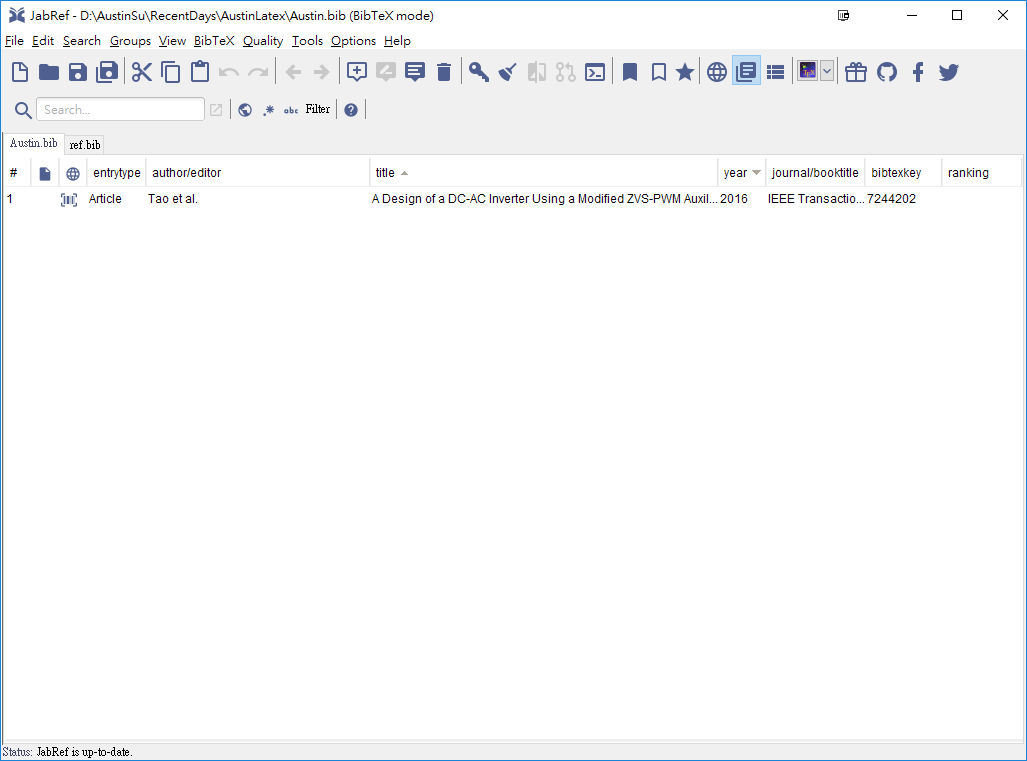 JabRef - D:\AustinSu\RecentDays\AustinLatex\Austin.bib (BibTeX mode)
File Edit Search Groups View BibTeX Quality Tools Options Help
Search... .* abc Filter ?
Austin.bib ref.bib
# entrytype author/editor title year journal/booktitle bibtexkey ranking
1 Article Tao et al. A Design of a DC-AC Inverter Using a Modified ZVS-PWM Auxil... 2016 IEEE Transactio... 7244202
Status: JabRef is up-to-date.